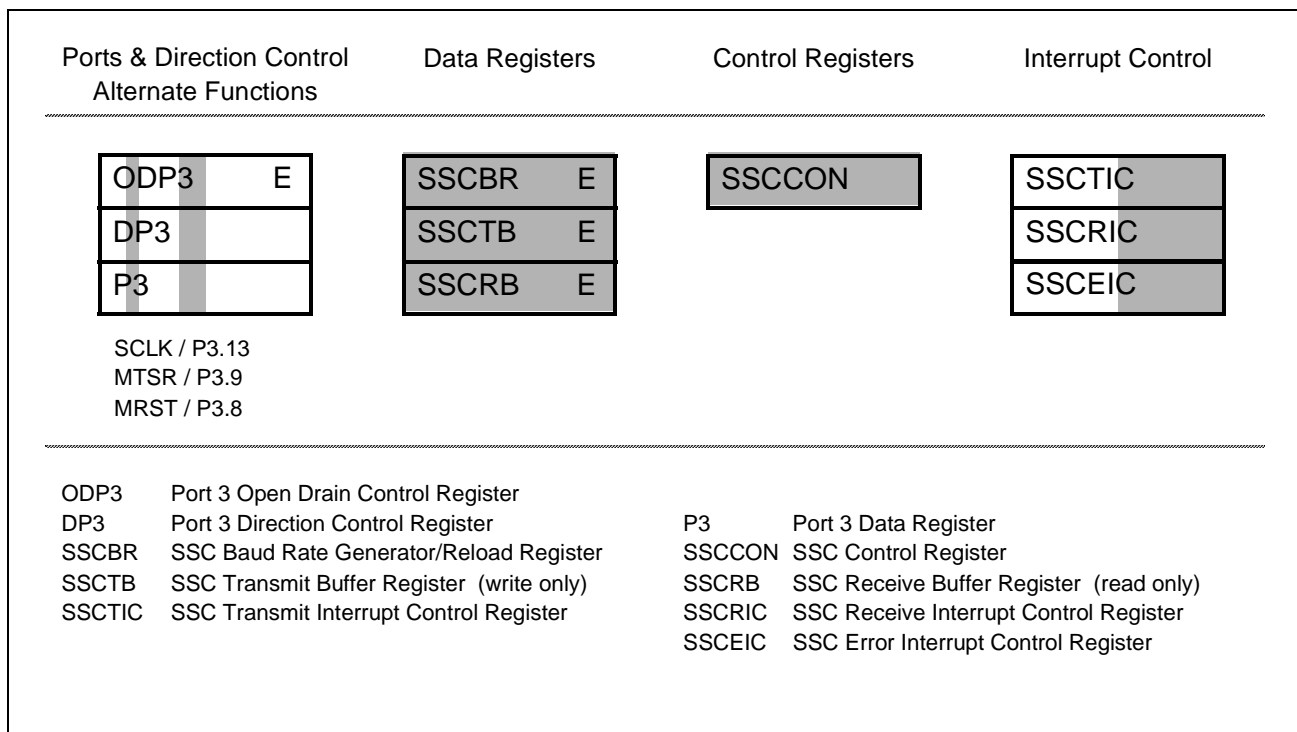 Ports & Direction Control
Alternate Functions
Data Registers
Control Registers
Interrupt Control
ODP3 E
DP3
P3
SSCBR E
SSCTB E
SSCRB E
SSCCON
SSCTIC
SSCRIC
SSCEIC
SCLK / P3.13
MTSR / P3.9
MRST / P3.8
ODP3 Port 3 Open Drain Control Register
DP3 Port 3 Direction Control Register
SSCBR SSC Baud Rate Generator/Reload Register
SSCTB SSC Transmit Buffer Register (write only)
SSCTIC SSC Transmit Interrupt Control Register
P3 Port 3 Data Register
SSCCON SSC Control Register
SSCRB SSC Receive Buffer Register (read only)
SSCRIC SSC Receive Interrupt Control Register
SSCEIC SSC Error Interrupt Control Register